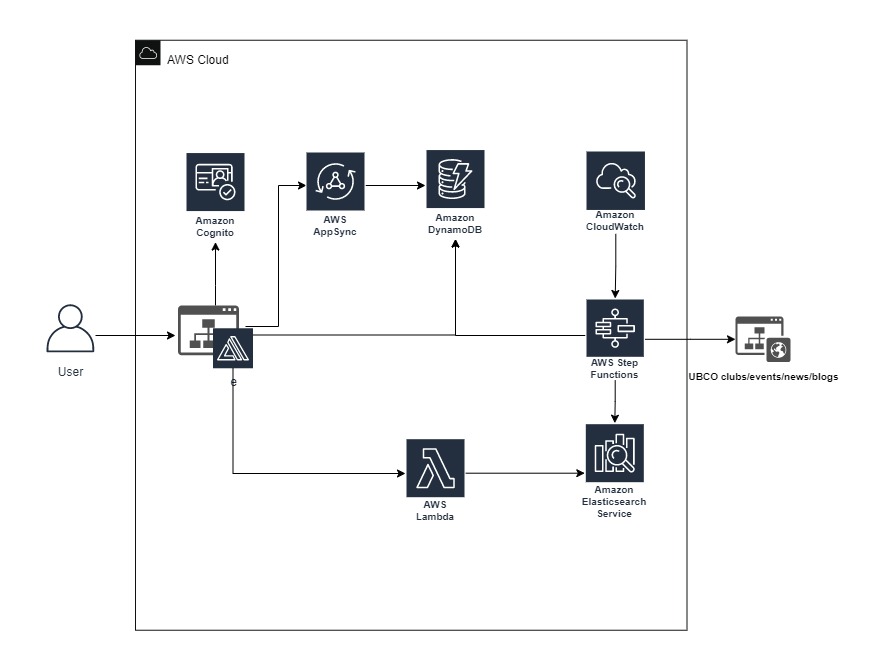 AWS Cloud
Amazon
Cognito
AWS
AppSync
Amazon
DynamoDB
Amazon
CloudWatch
User
e
AWS Step
Functions
UBCO clubs/events/news/blogs
AWS
Lambda
Amazon
Elasticsearch
Service